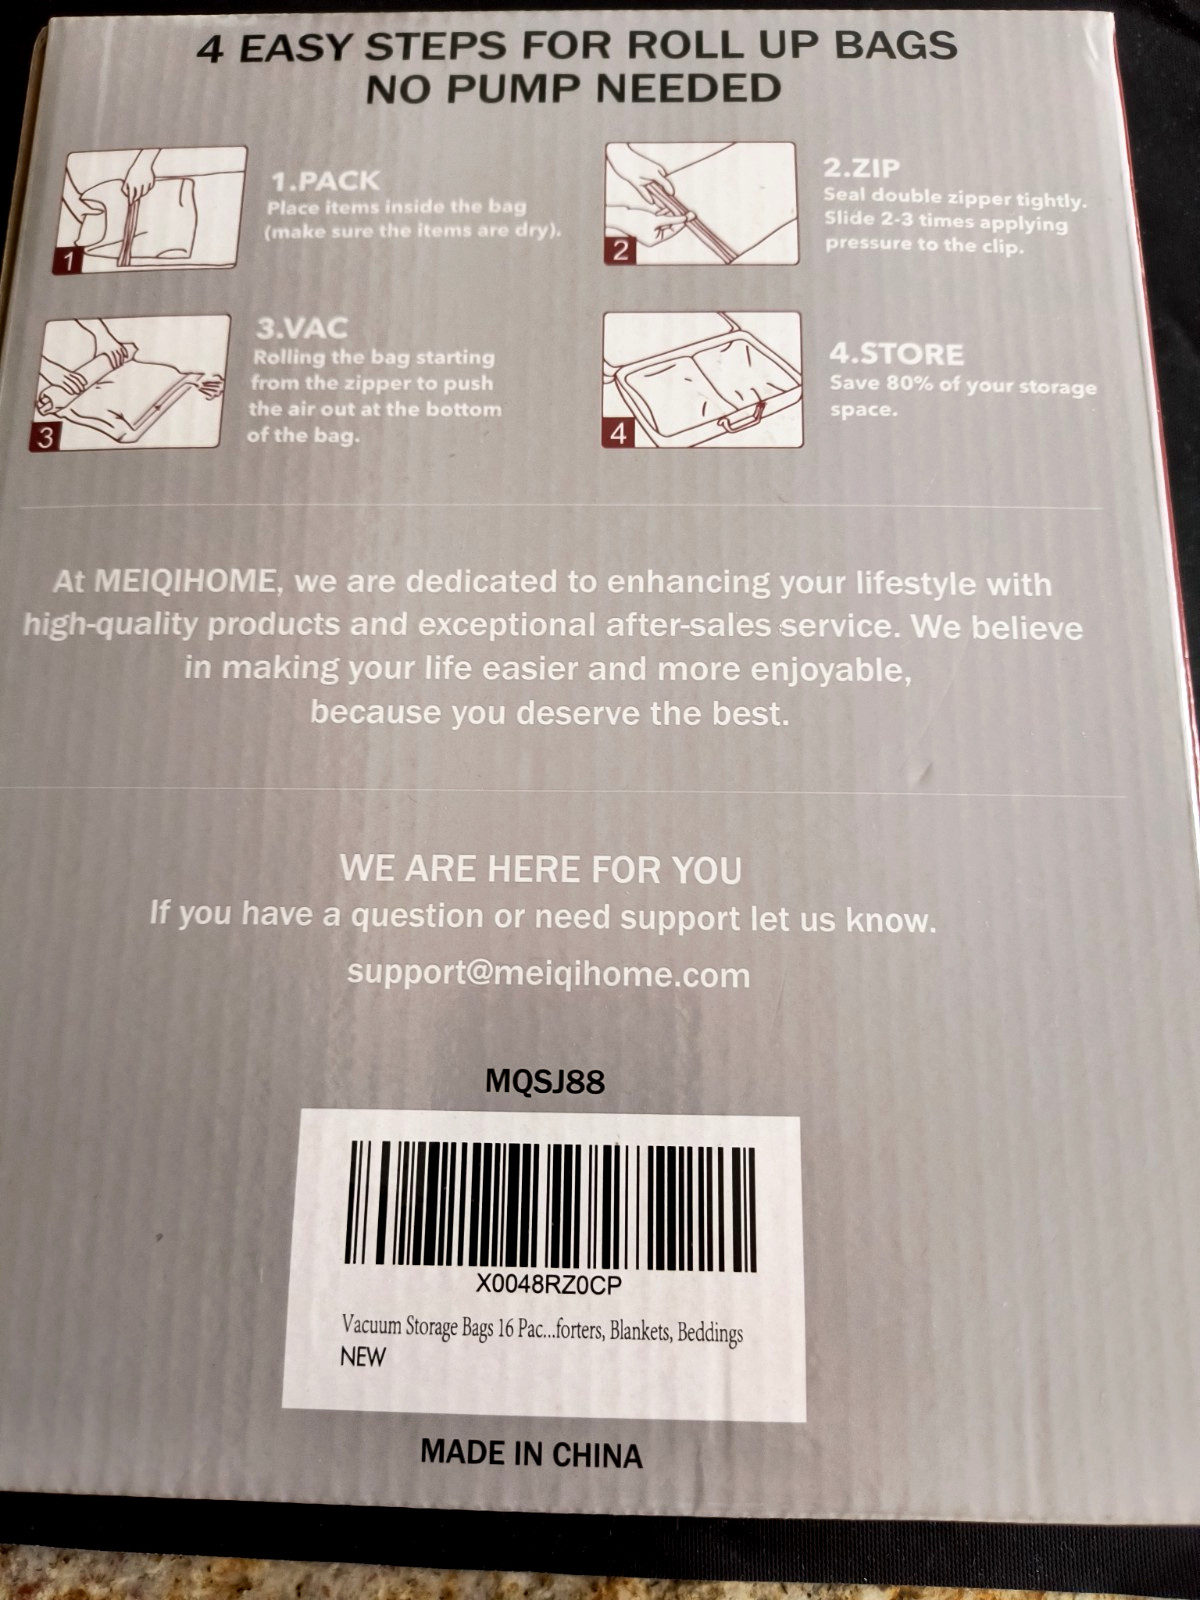 4 EASY STEPS FOR ROLL UP BAGS
NO PUMP NEEDED
1
1.PACK
Place items inside the bag
(make sure the items are dry).
2
2.ZIP
Seal double zipper tightly.
Slide 2-3 times applying
pressure to the clip.
3
3.VAC
Rolling the bag starting
from the zipper to push
the air out at the bottom
of the bag.
4
4.STORE
Save 80% of your storage
space.
At MEIQIHOME, we are dedicated to enhancing your lifestyle with
high-quality products and exceptional after-sales service. We believe
in making your life easier and more enjoyable,
because you deserve the best.
WE ARE HERE FOR YOU
If you have a question or need support let us know.
support@meiqihome.com
MQSJ88
X0048RZ0CP
Vacuum Storage Bags 16 Pac...forters, Blankets, Beddings
NEW
MADE IN CHINA